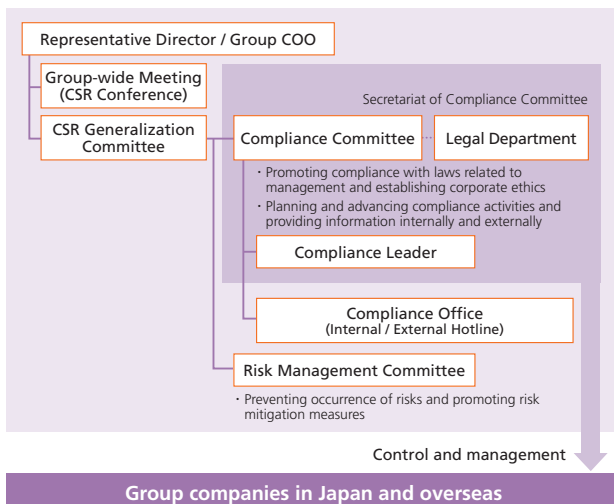 Representative Director / Group COO
Group-wide Meeting
(CSR Conference)
Secretariat of Compliance Committee
CSR Generalization
Committee
Compliance Committee
Legal Department
・Promoting compliance with laws related to
management and establishing corporate ethics
・Planning and advancing compliance activities and
providing information internally and externally
Compliance Leader
Compliance Office
(Internal / External Hotline)
Risk Management Committee
・Preventing occurrence of risks and promoting risk
mitigation measures
Control and management
Group companies in Japan and overseas